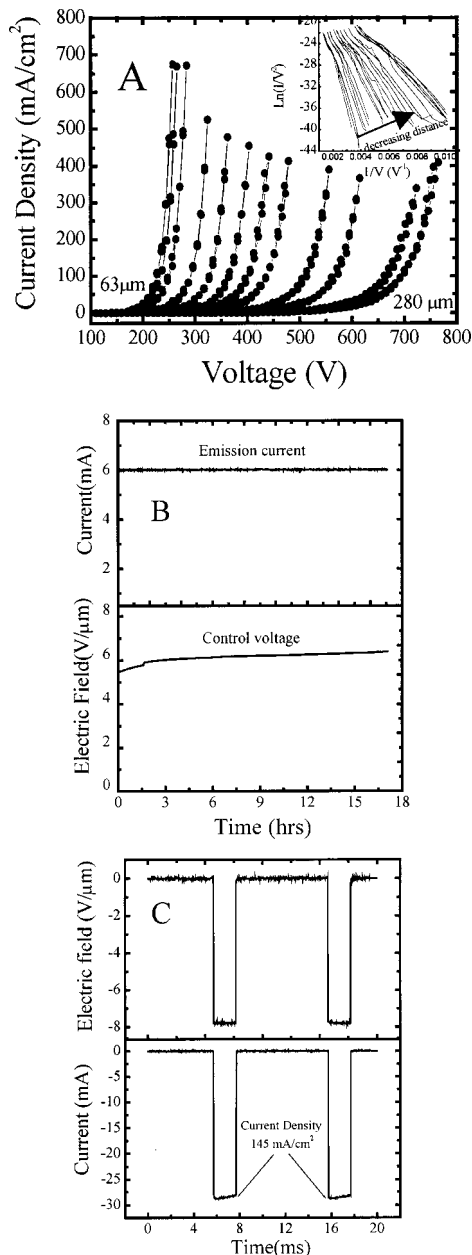 A
Current Density (mA/cm²)
800
700
600
500
400
300
200
100
0
63μm
280 μm
100 200 300 400 500 600 700 800
Voltage (V)
Ln(I/V²)
-20
-24
-28
-32
-36
-40
-44
decreasing distance
0.002 0.004 0.006 0.008 0.010
1/V (V⁻¹)
B
Current(mA)
8
6
4
2
Emission current
Electric Field(V/μm)
8
6
4
2
0
Control voltage
0 3 6 9 12 15 18
Time (hrs)
C
Electric field (V/μm)
0
-2
-4
-6
-8
Current (mA)
0
-5
-10
-15
-20
-25
-30
Current Density
145 mA/cm²
0 4 8 12 16 20
Time(ms)